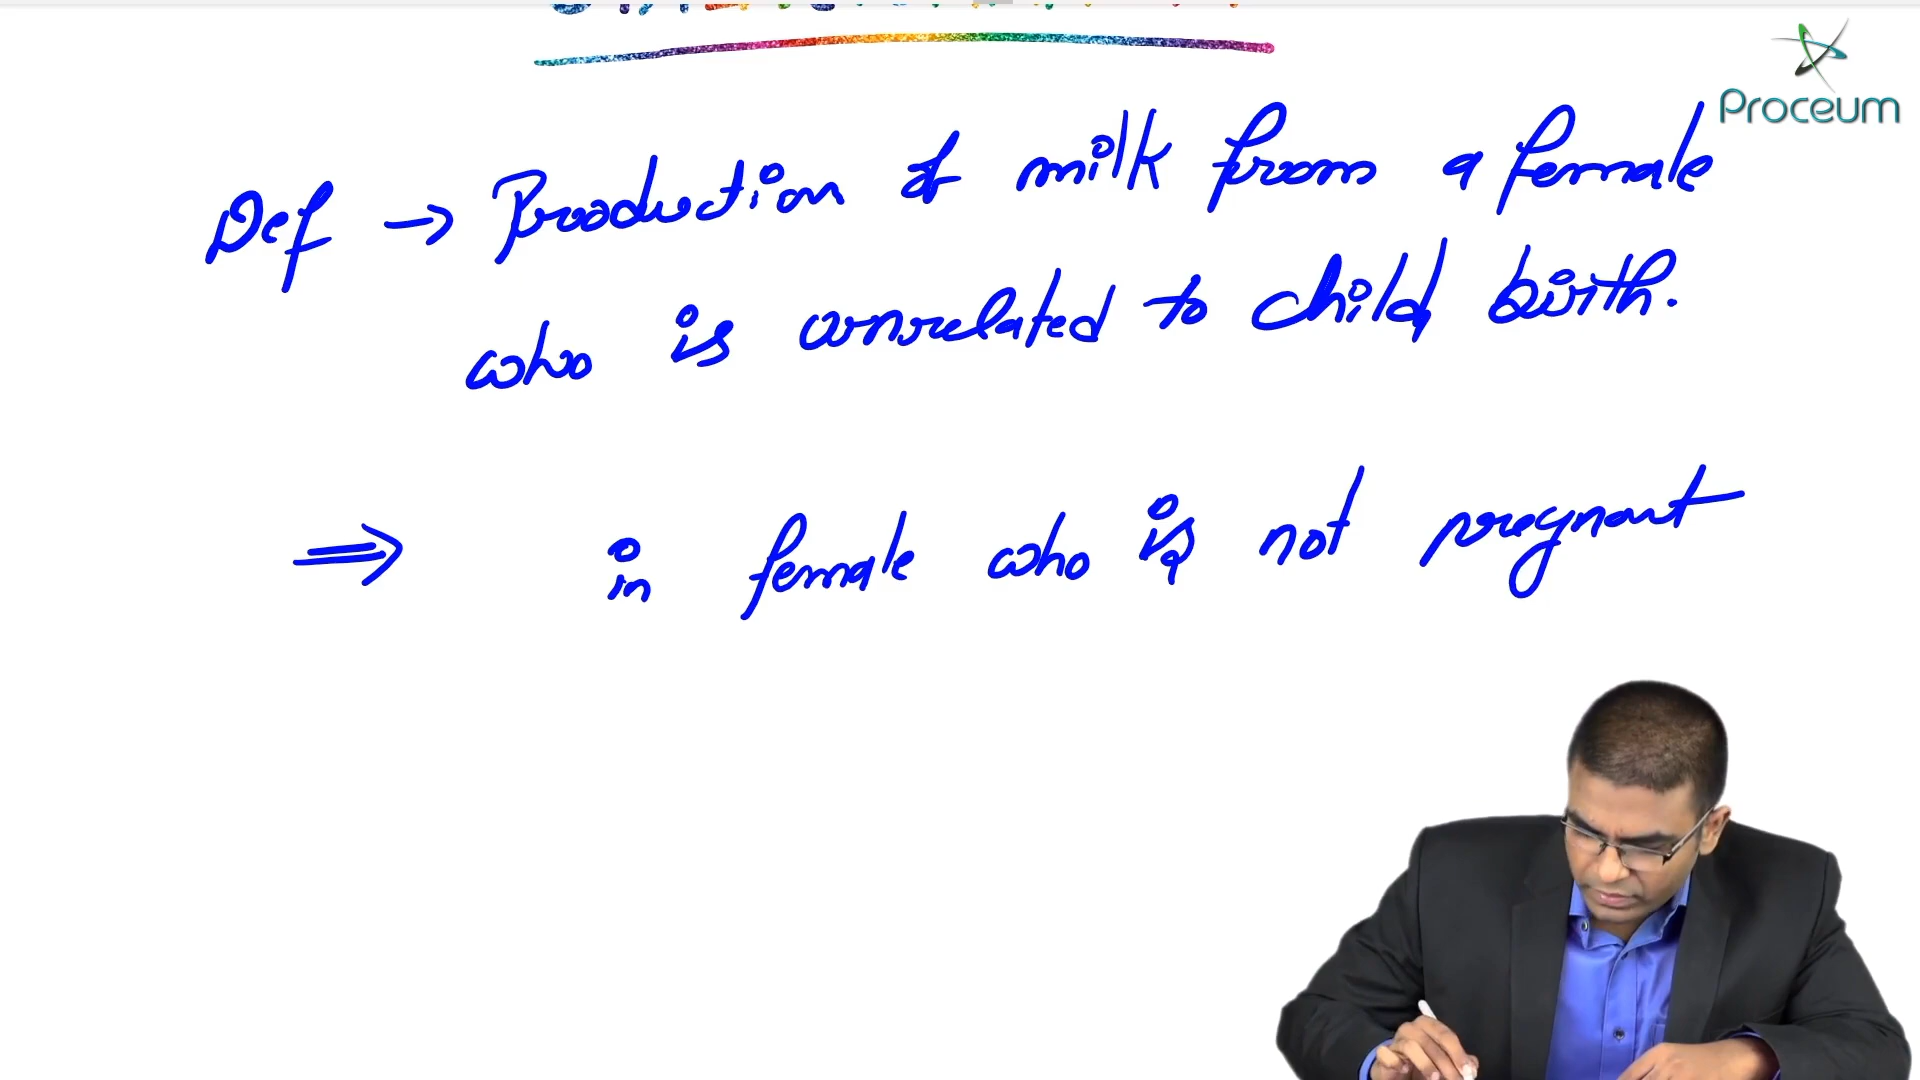 Proceum
Def → Production of milk from a female
who is unrelated to child birth.
⇒ in female who is not pregnant